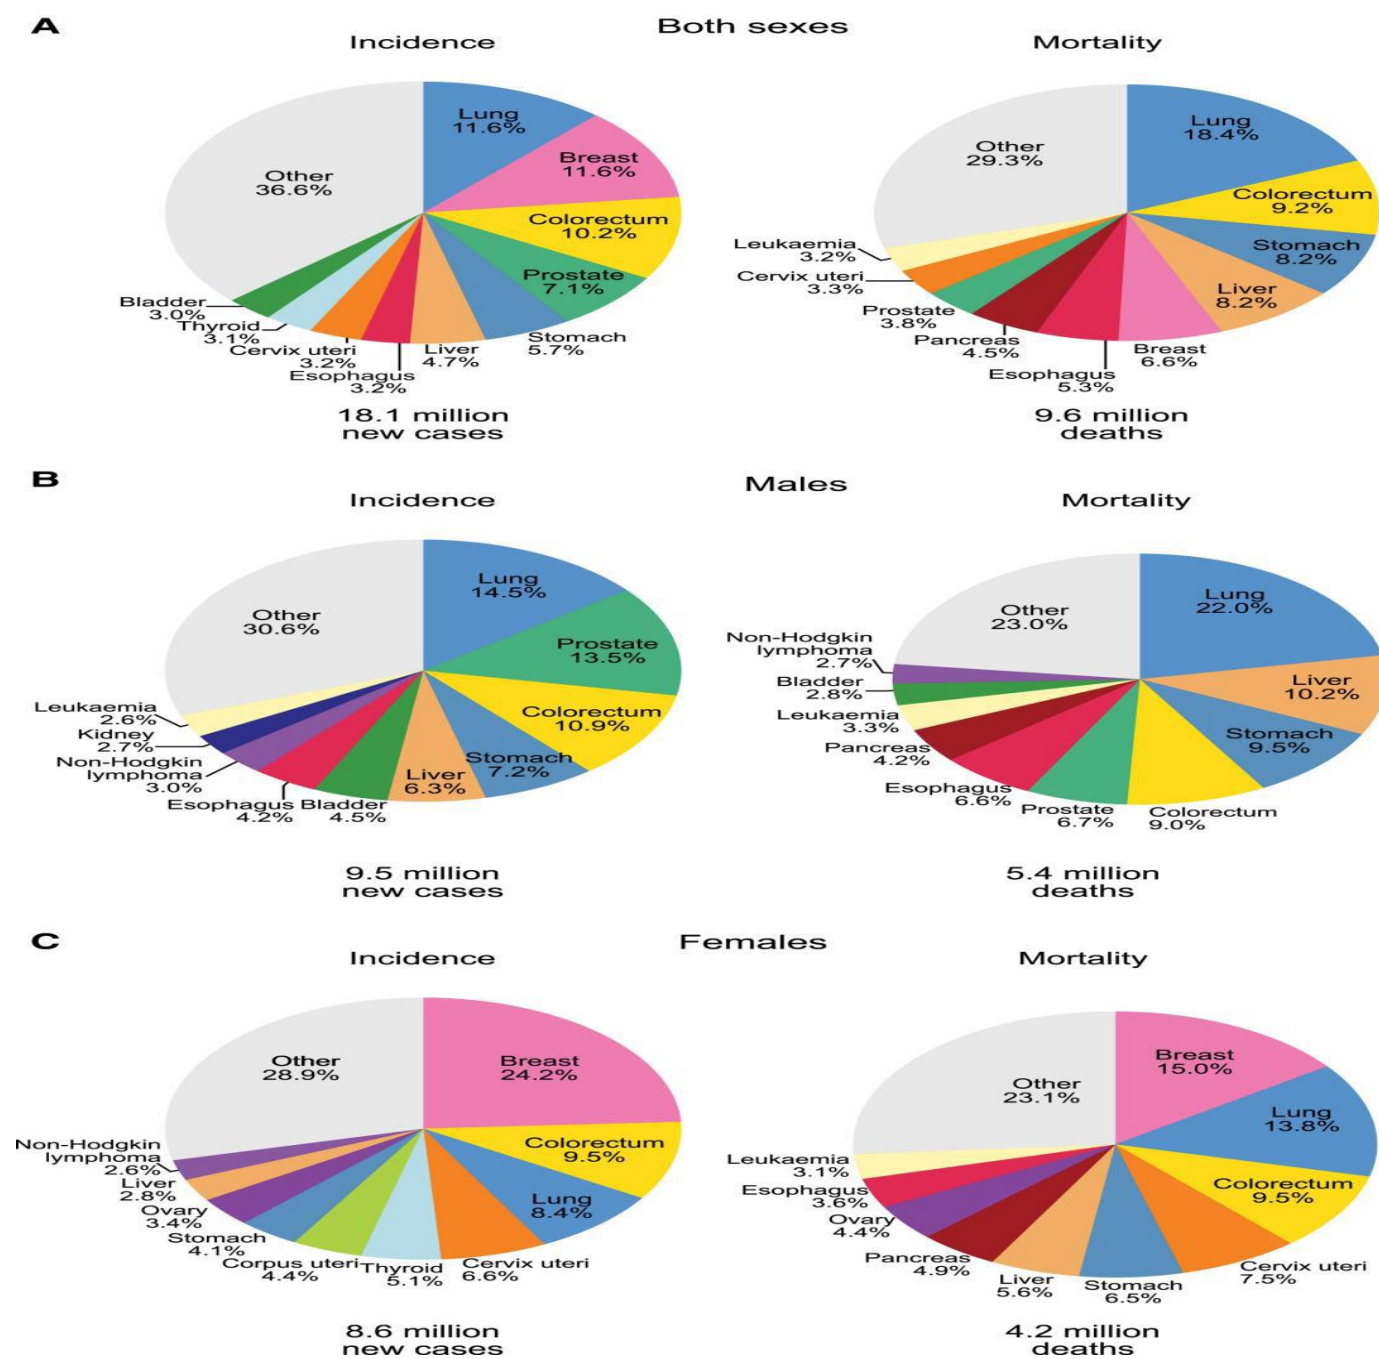 A
Both sexes
Incidence
Mortality
Lung
11.6%
Breast
11.6%
Colorectum
10.2%
Prostate
7.1%
Stomach
5.7%
Liver
4.7%
Esophagus
3.2%
Cervix uteri
3.2%
Thyroid
3.1%
Bladder
3.0%
Other
36.6%
18.1 million
new cases
Lung
18.4%
Colorectum
9.2%
Stomach
8.2%
Liver
8.2%
Breast
6.6%
Esophagus
5.3%
Pancreas
4.5%
Prostate
3.8%
Cervix uteri
3.3%
Leukaemia
3.2%
Other
29.3%
9.6 million
deaths
B
Males
Incidence
Mortality
Lung
14.5%
Prostate
13.5%
Colorectum
10.9%
Stomach
7.2%
Liver
6.3%
Bladder
4.5%
Esophagus
4.2%
Non-Hodgkin
lymphoma
3.0%
Kidney
2.7%
Leukaemia
2.6%
Other
30.6%
9.5 million
new cases
Lung
22.0%
Liver
10.2%
Stomach
9.5%
Colorectum
9.0%
Prostate
6.7%
Esophagus
6.6%
Pancreas
4.2%
Leukaemia
3.3%
Bladder
2.8%
Non-Hodgkin
lymphoma
2.7%
Other
23.0%
5.4 million
deaths
C
Females
Incidence
Mortality
Breast
24.2%
Colorectum
9.5%
Lung
8.4%
Cervix uteri
6.6%
Thyroid
5.1%
Corpus uteri
4.4%
Stomach
4.1%
Ovary
3.4%
Liver
2.8%
Non-Hodgkin
lymphoma
2.6%
Other
28.9%
8.6 million
new cases
Breast
15.0%
Lung
13.8%
Colorectum
9.5%
Cervix uteri
7.5%
Stomach
6.5%
Liver
5.6%
Pancreas
4.9%
Ovary
4.4%
Esophagus
3.6%
Leukaemia
3.1%
Other
23.1%
4.2 million
deaths